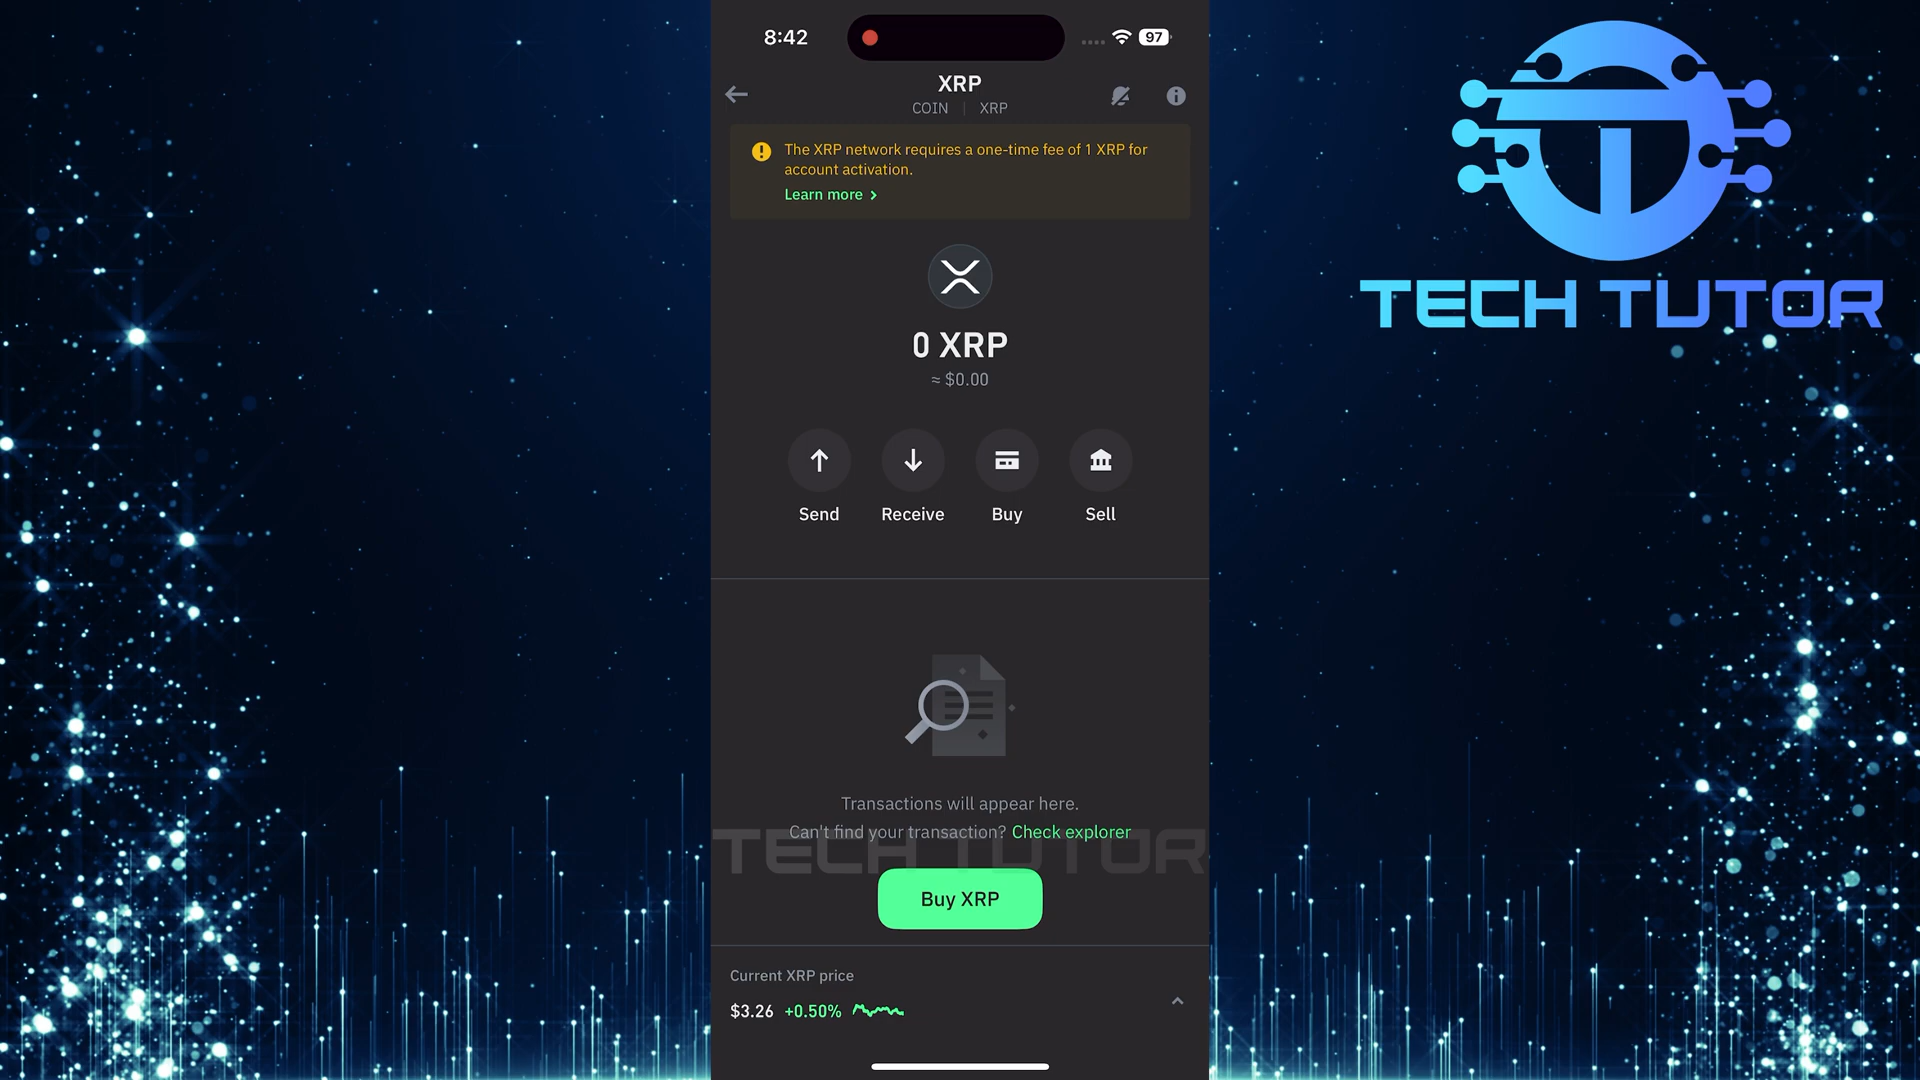 8:42
97
XRP
COIN | XRP
The XRP network requires a one-time fee of 1 XRP for
account activation.
Learn more >
0 XRP
≈ $0.00
Send Receive Buy Sell
Transactions will appear here.
Can't find your transaction? Check explorer
TECH TUTOR
Buy XRP
Current XRP price
$3.26 +0.50%
TECH TUTOR